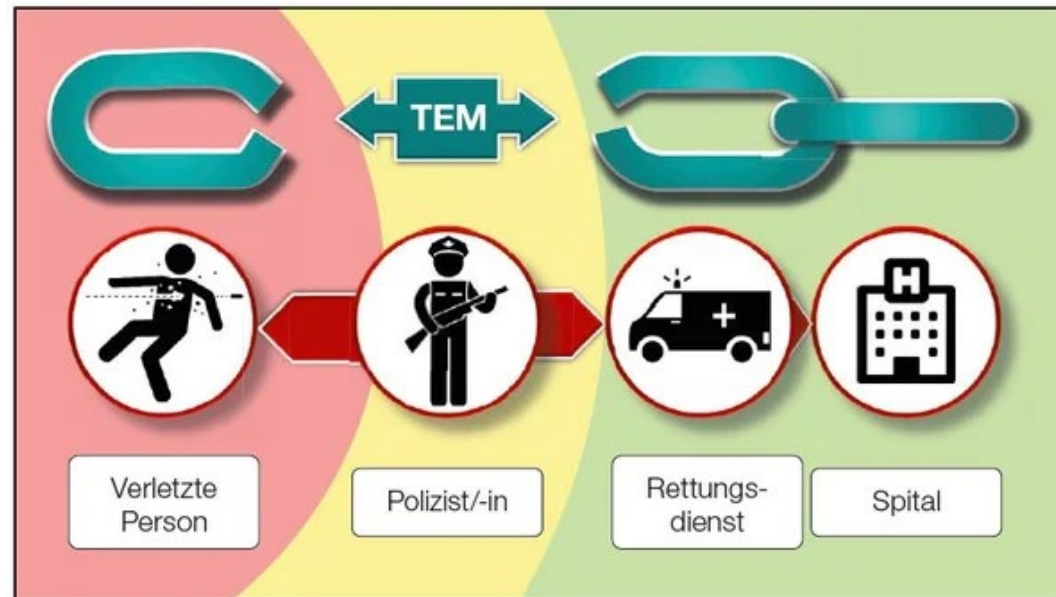 TEM
H
Verletzte
Person
Polizist/-in
Rettungs-
dienst
Spital